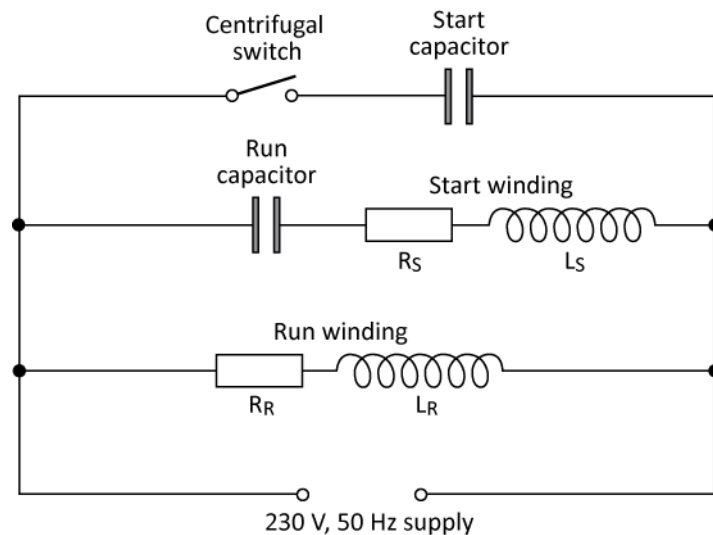 Centrifugal
switch
Start
capacitor
Run
capacitor
Start winding
RS
LS
Run winding
RR
LR
230 V, 50 Hz supply